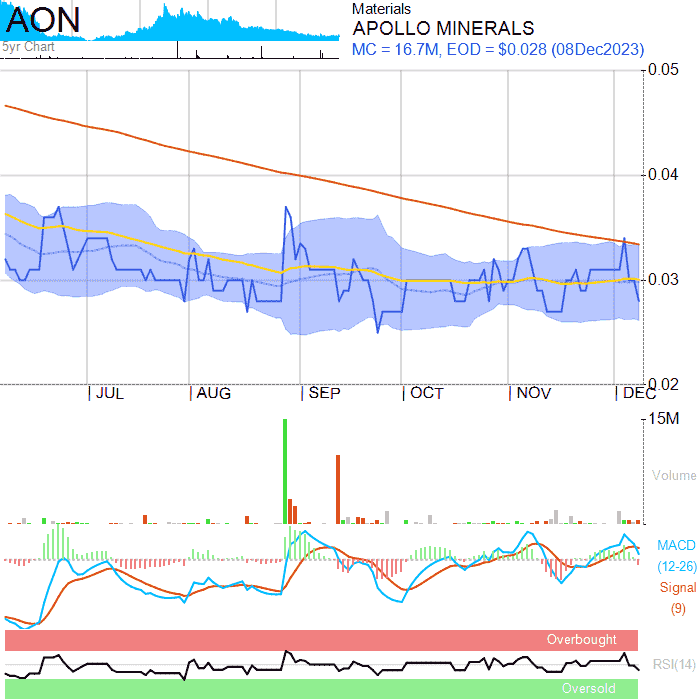 AON
5yr Chart
Materials
APOLLO MINERALS
MC = 16.7M, EOD = $0.028 (08Dec2023)
0.05
0.04
0.03
0.02
JUL
AUG
SEP
OCT
NOV
DEC
15M
Volume
MACD
(12-26)
Signal
(9)
Overbought
RSI(14)
Oversold